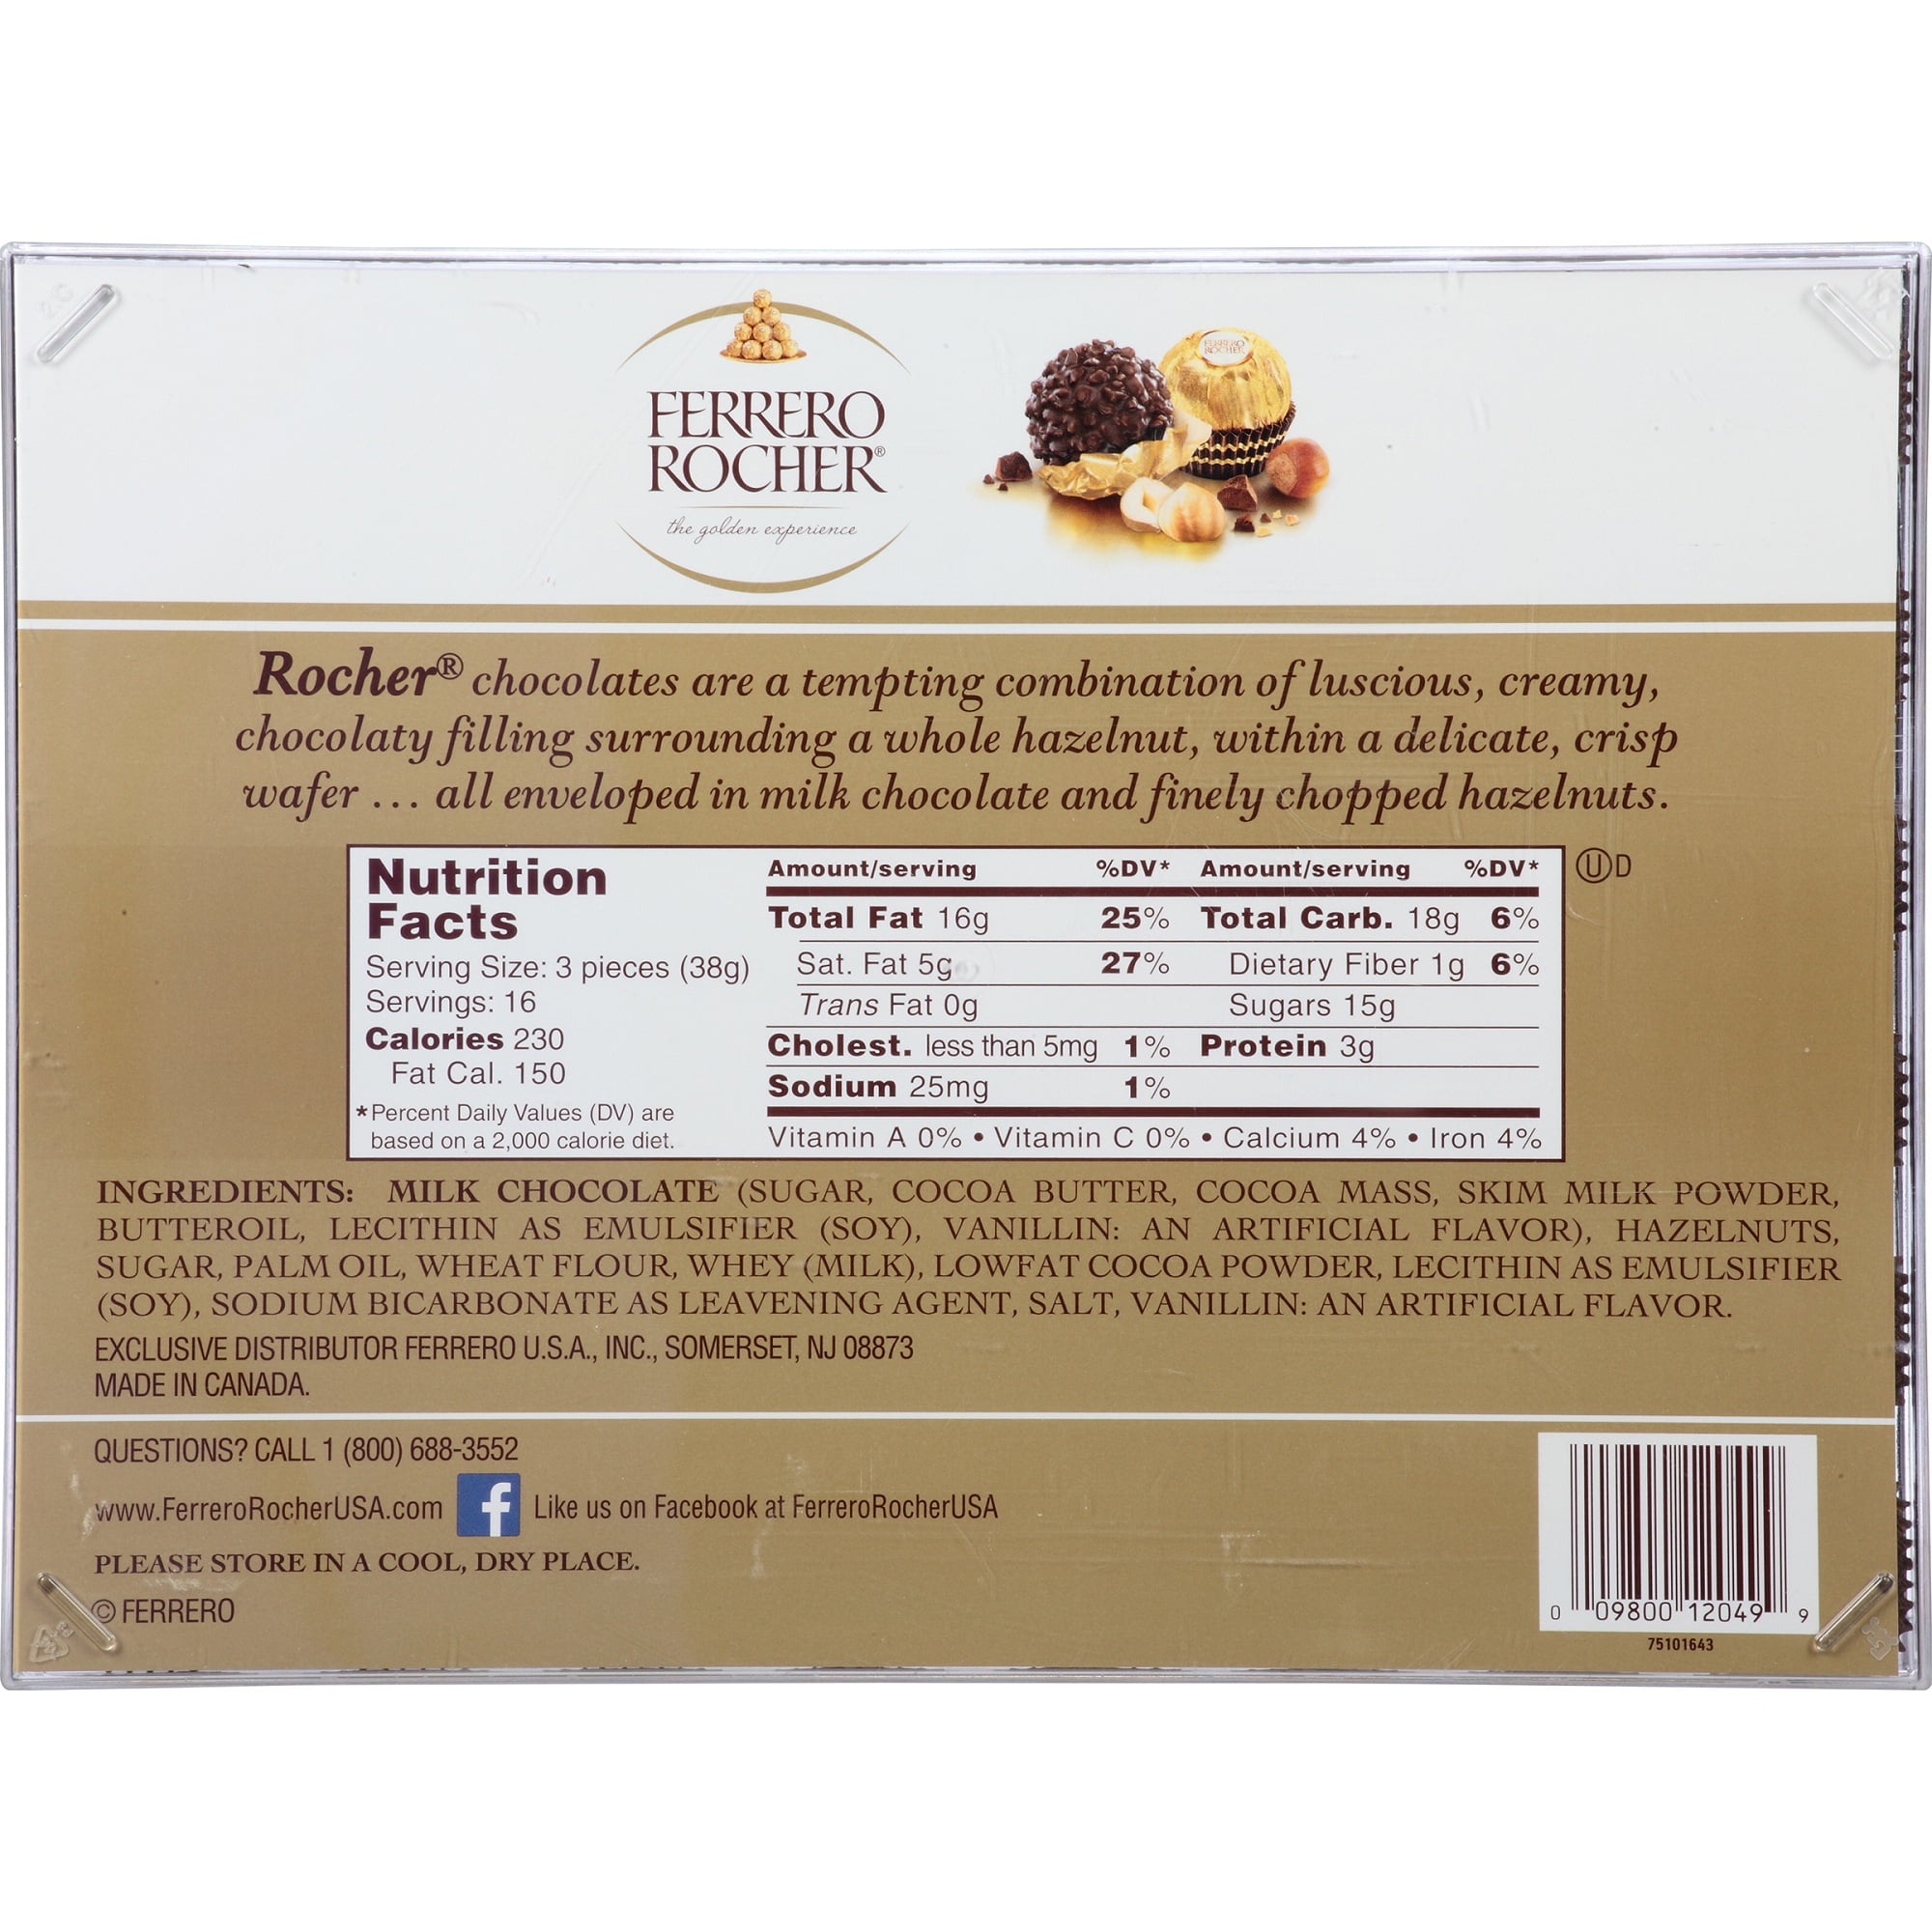 FERRERO
ROCHER®
the golden experience
FERRERO
ROCHER
Rocher® chocolates are a tempting combination of luscious, creamy,
chocolaty filling surrounding a whole hazelnut, within a delicate, crisp
wafer ... all enveloped in milk chocolate and finely chopped hazelnuts.
Nutrition
Facts
Serving Size: 3 pieces (38g)
Servings: 16
Calories 230
Fat Cal. 150
*Percent Daily Values (DV) are
based on a 2,000 calorie diet.
Amount/serving %DV* Amount/serving %DV*
Total Fat 16g 25% Total Carb. 18g 6%
Sat. Fat 5g 27% Dietary Fiber 1g 6%
Trans Fat 0g Sugars 15g
Cholest. less than 5mg 1% Protein 3g
Sodium 25mg 1%
Vitamin A 0% • Vitamin C 0% • Calcium 4% • Iron 4%
Ⓤ D
INGREDIENTS: MILK CHOCOLATE (SUGAR, COCOA BUTTER, COCOA MASS, SKIM MILK POWDER,
BUTTEROIL, LECITHIN AS EMULSIFIER (SOY), VANILLIN: AN ARTIFICIAL FLAVOR), HAZELNUTS,
SUGAR, PALM OIL, WHEAT FLOUR, WHEY (MILK), LOWFAT COCOA POWDER, LECITHIN AS EMULSIFIER
(SOY), SODIUM BICARBONATE AS LEAVENING AGENT, SALT, VANILLIN: AN ARTIFICIAL FLAVOR.
EXCLUSIVE DISTRIBUTOR FERRERO U.S.A., INC., SOMERSET, NJ 08873
MADE IN CANADA.
QUESTIONS? CALL 1 (800) 688-3552
www.FerreroRocherUSA.com f Like us on Facebook at FerreroRocherUSA
PLEASE STORE IN A COOL, DRY PLACE.
© FERRERO
0 09800 12049 9
75101643